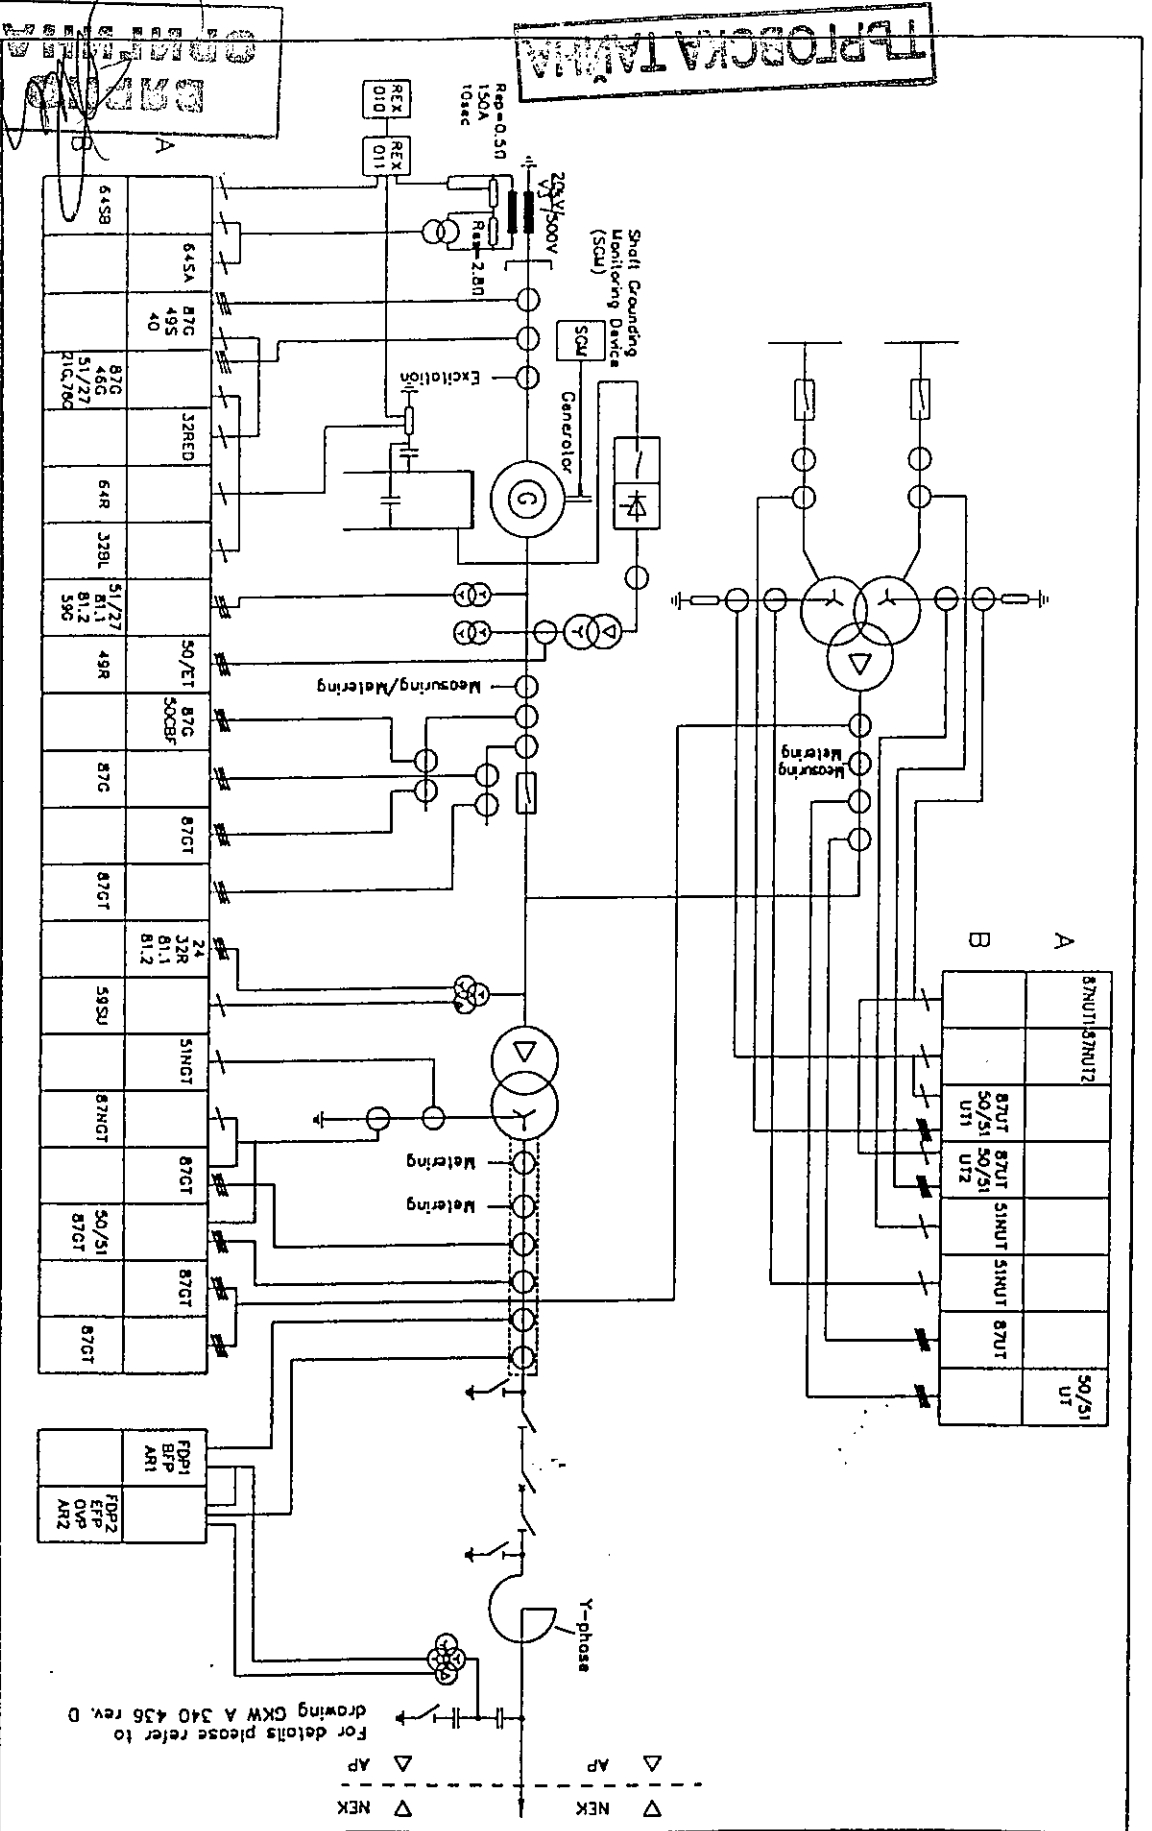 ТЪРГОВСКА ТАЙНА
Rep=0.5Ω
150A
10sec
REX
010
REX
011
Shaft Grounding
Monitoring Device
(SGM)
SGM
Generator
G
Excitation
Measuring/Metering
Measuring
Metering
Metering
Metering
Y-phase
For details please refer to
drawing GKW A 340 436 rev. D
AP
AP
NEK
NEK
A
B
64SB
64SA
87G
49S
40
87G
46G
51/27
21G,78G
32RED
64R
32BL
51/27
81.1
81.2
59G
49R
50/ET
87G
50CBF
87G
87GT
87GT
24
32R
81.1
81.2
59SU
51NGT
87NGT
87GT
50/51
87GT
87GT
87GT
FDP1
BFP
AR1
FDP2
EFP
OVP
AR2
A
B
87NUT1
87NUT2
87UT
50/51
UT1
87UT
50/51
UT2
51NUT
51NUT
87UT
50/51
UT